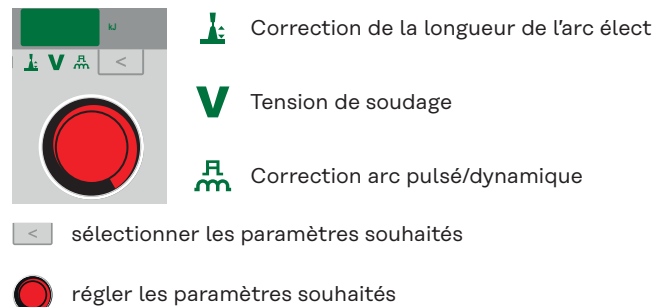 kJ
Correction de la longueur de l'arc élect
V
<
V
Tension de soudage
Correction arc pulsé/dynamique
< sélectionner les paramètres souhaités
régler les paramètres souhaités